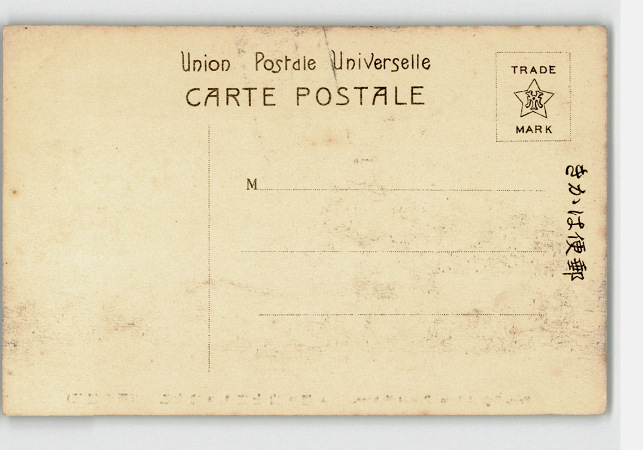 Union Postale Universelle
CARTE POSTALE
TRADE
MARK
M
きかは便郵